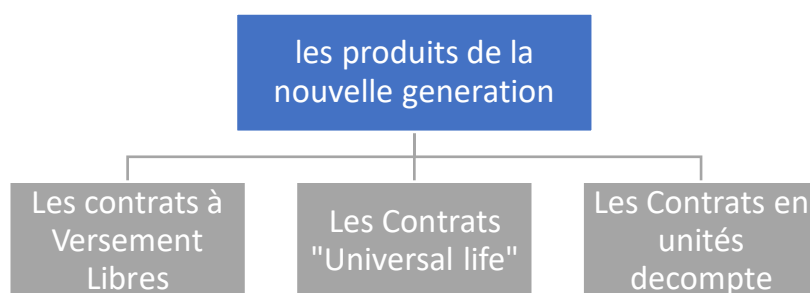 les produits de la
nouvelle generation
Les contrats à
Versement
Libres
Les Contrats
"Universal life"
Les Contrats en
unités
decompte